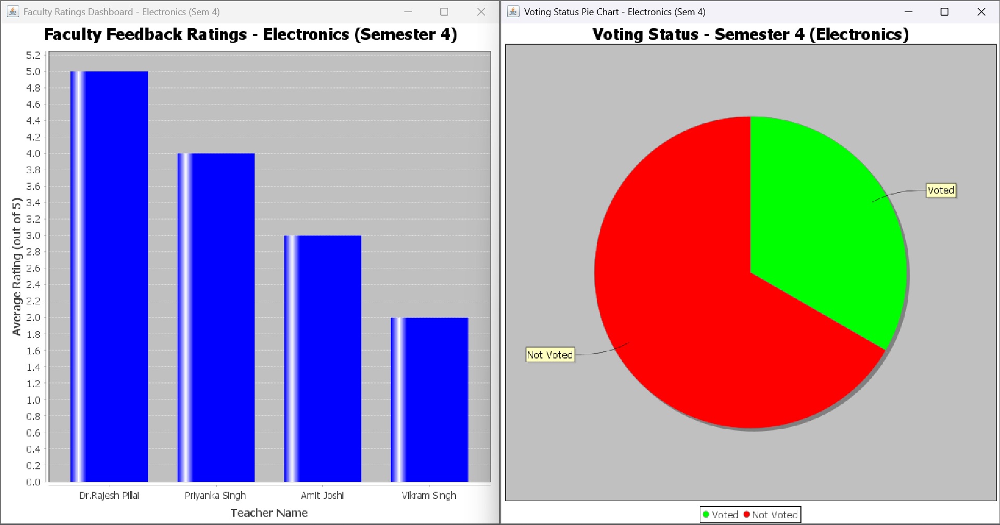 Faculty Ratings Dashboard - Electronics (Sem 4)
Faculty Feedback Ratings - Electronics (Semester 4)
5.2
5.0
4.8
4.6
4.4
4.2
4.0
3.8
3.6
3.4
3.2
3.0
2.8
2.6
2.4
2.2
2.0
1.8
1.6
1.4
1.2
1.0
0.8
0.6
0.4
0.2
0.0
Average Rating (out of 5)
Dr.Rajesh Pillai Priyanka Singh Amit Joshi Vikram Singh
Teacher Name
Voting Status Pie Chart - Electronics (Sem 4)
Voting Status - Semester 4 (Electronics)
Voted
Not Voted
Voted Not Voted